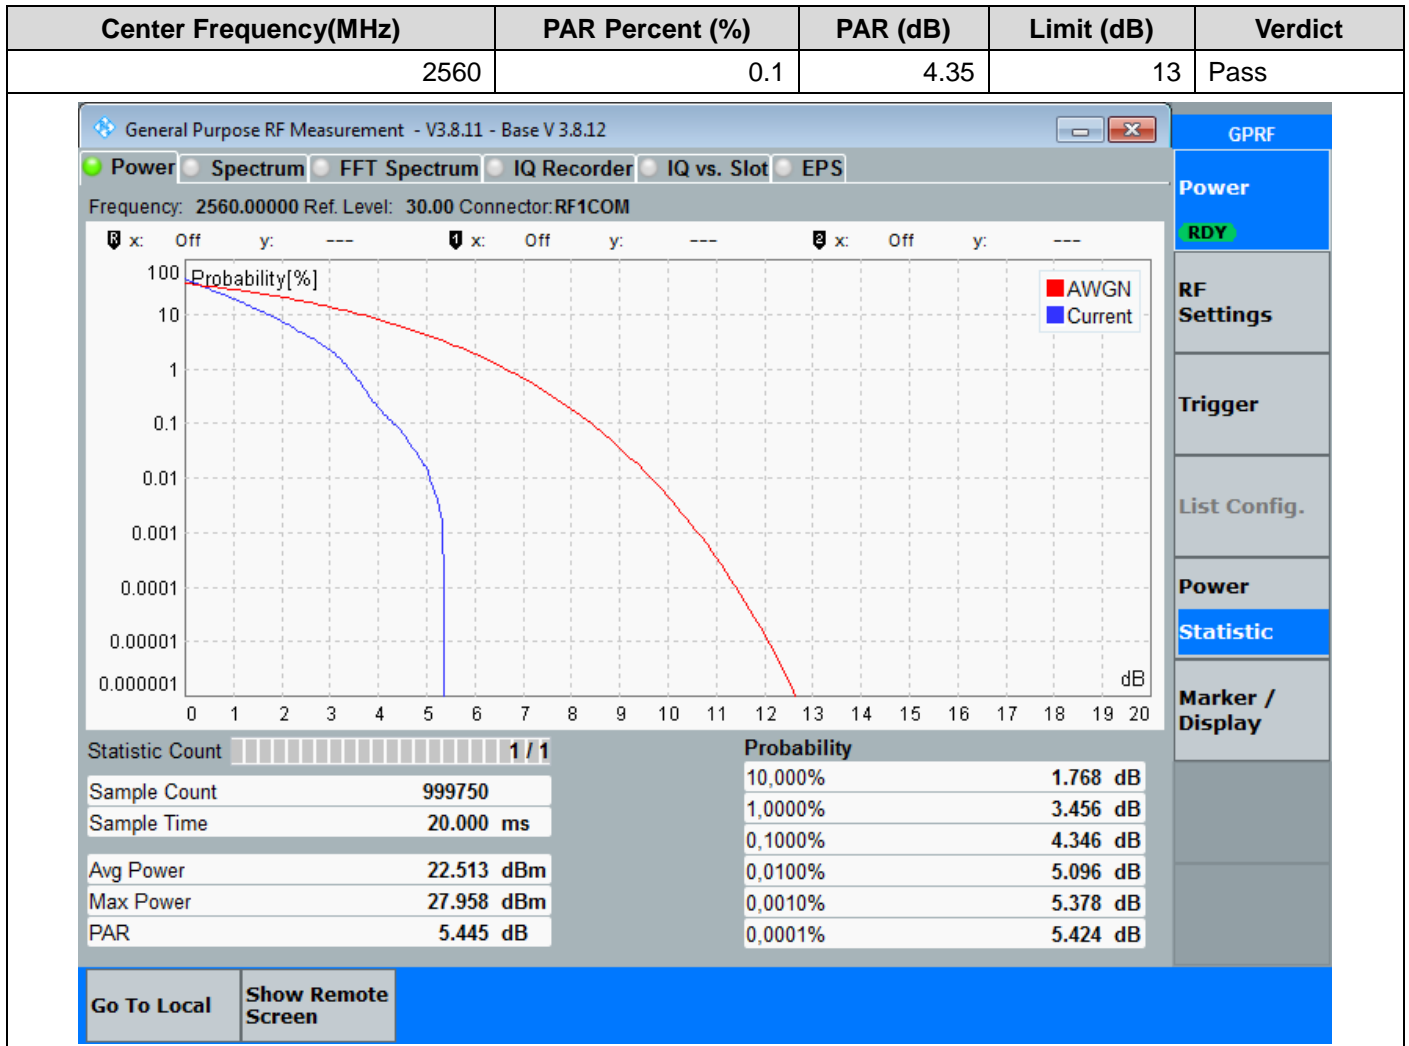 Center Frequency(MHz) PAR Percent (%) PAR (dB) Limit (dB) Verdict
2560 0.1 4.35 13 Pass
General Purpose RF Measurement - V3.8.11 - Base V 3.8.12
GPRF
Power Spectrum FFT Spectrum IQ Recorder IQ vs. Slot EPS
Frequency: 2560.00000 Ref. Level: 30.00 Connector: RF1COM
R x: Off y: --- 1 x: Off y: --- 2 x: Off y: ---
Probability[%]
100
10
1
0.1
0.01
0.001
0.0001
0.00001
0.000001
AWGN
Current
dB
0 1 2 3 4 5 6 7 8 9 10 11 12 13 14 15 16 17 18 19 20
Statistic Count 1 / 1
Sample Count 999750
Sample Time 20.000 ms
Avg Power 22.513 dBm
Max Power 27.958 dBm
PAR 5.445 dB
Probability
10,000% 1.768 dB
1,0000% 3.456 dB
0,1000% 4.346 dB
0,0100% 5.096 dB
0,0010% 5.378 dB
0,0001% 5.424 dB
Power
RDY
RF
Settings
Trigger
List Config.
Power
Statistic
Marker /
Display
Go To Local
Show Remote
Screen